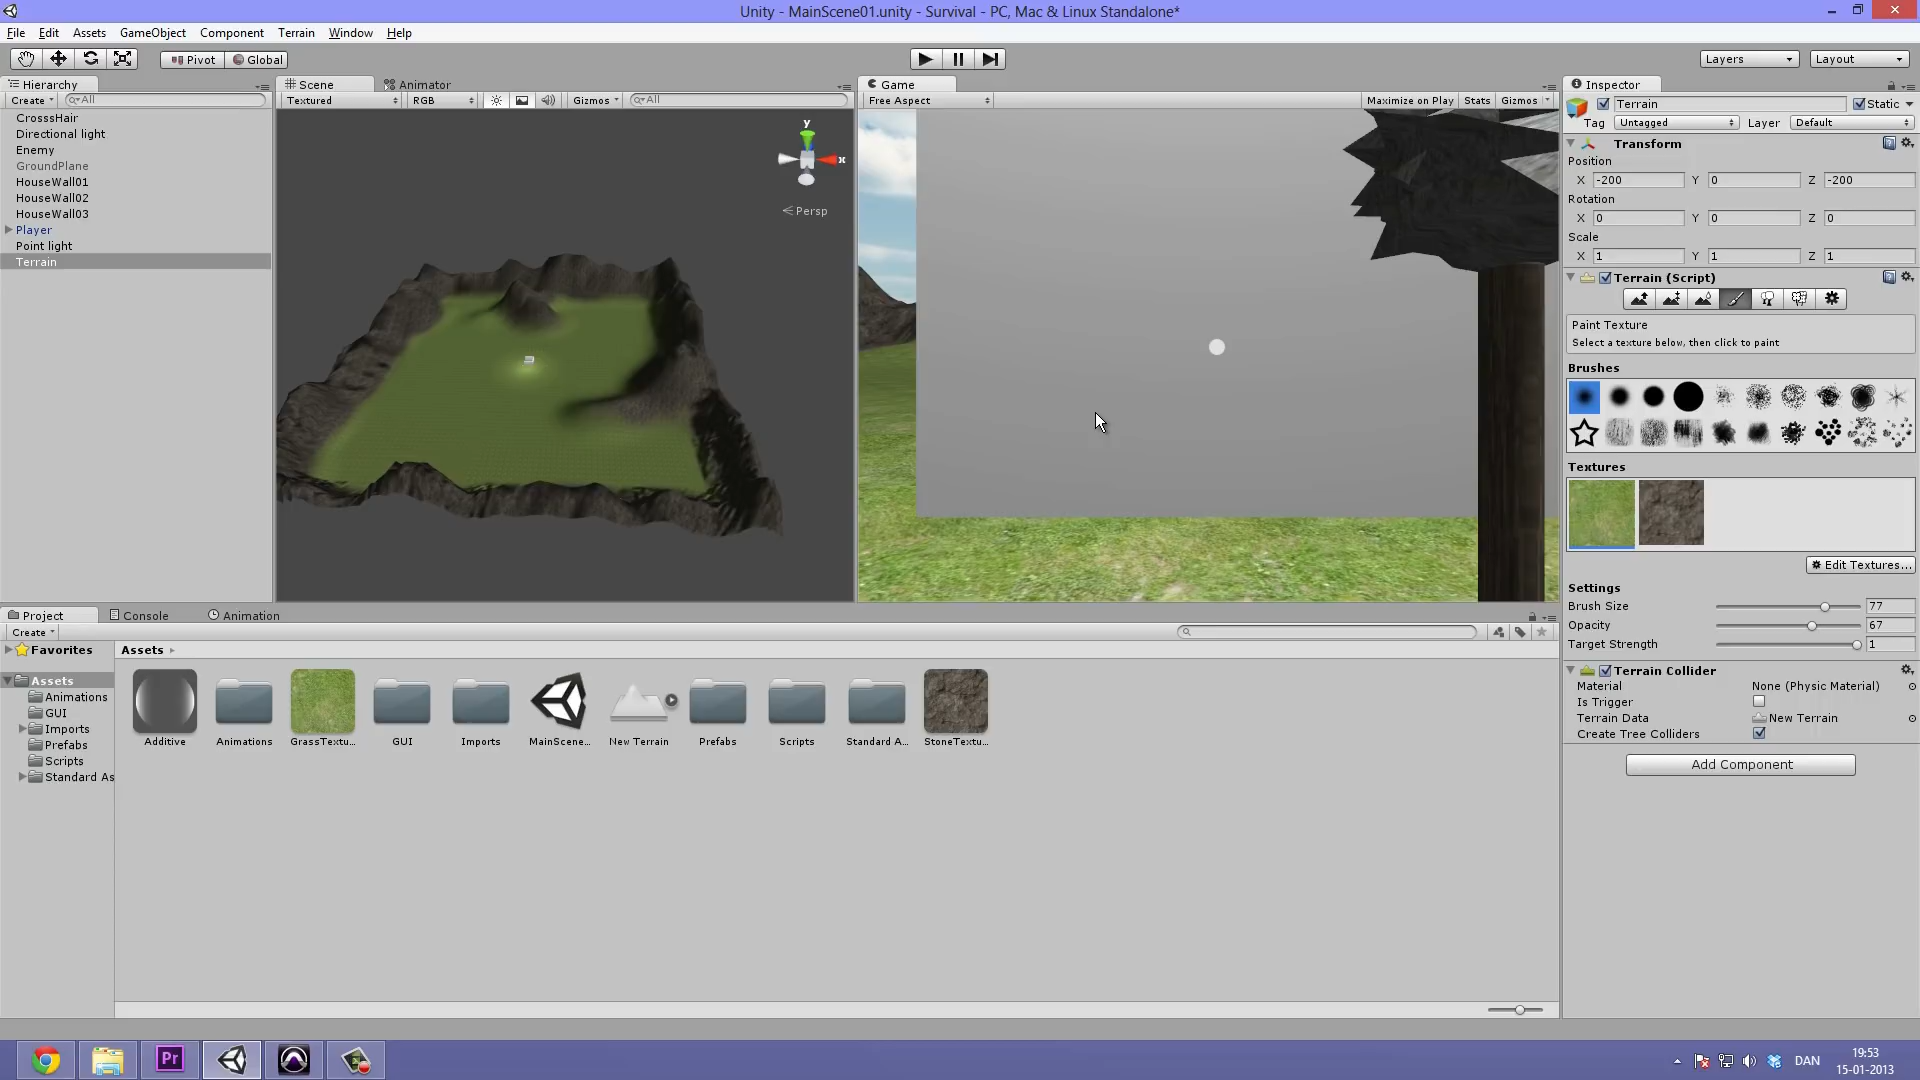 Unity - MainScene01.unity - Survival - PC, Mac & Linux Standalone*
File Edit Assets GameObject Component Terrain Window Help
Pivot Global Layers Layout
Hierarchy
Create All
CrosssHair
Directional light
Enemy
GroundPlane
HouseWall01
HouseWall02
HouseWall03
Player
Point light
Terrain
Scene Animator
Textured RGB Gizmos All
y
x
Persp
Game
Free Aspect Maximize on Play Stats Gizmos
Inspector
Terrain Static
Tag Untagged Layer Default
Transform
Position
X -200 Y 0 Z -200
Rotation
X 0 Y 0 Z 0
Scale
X 1 Y 1 Z 1
Terrain (Script)
Paint Texture
Select a texture below, then click to paint
Brushes
Textures
Edit Textures...
Settings
Brush Size 77
Opacity 67
Target Strength 1
Terrain Collider
Material None (Physic Material)
Is Trigger
Terrain Data New Terrain
Create Tree Colliders
Add Component
Project Console Animation
Create
Favorites
Assets
Animations
GUI
Imports
Prefabs
Scripts
Standard As
Assets
Additive Animations GrassTextu... GUI Imports MainScene... New Terrain Prefabs Scripts Standard A... StoneTextu...
Pr
DAN
19:53
15-01-2013